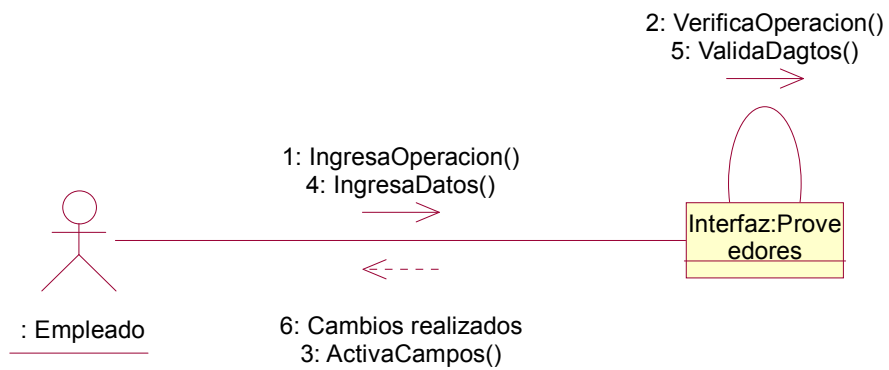 2: VerificaOperacion()
5: ValidaDagtos()
1: IngresaOperacion()
4: IngresaDatos()
Interfaz:Prove
edores
: Empleado
6: Cambios realizados
3: ActivaCampos()